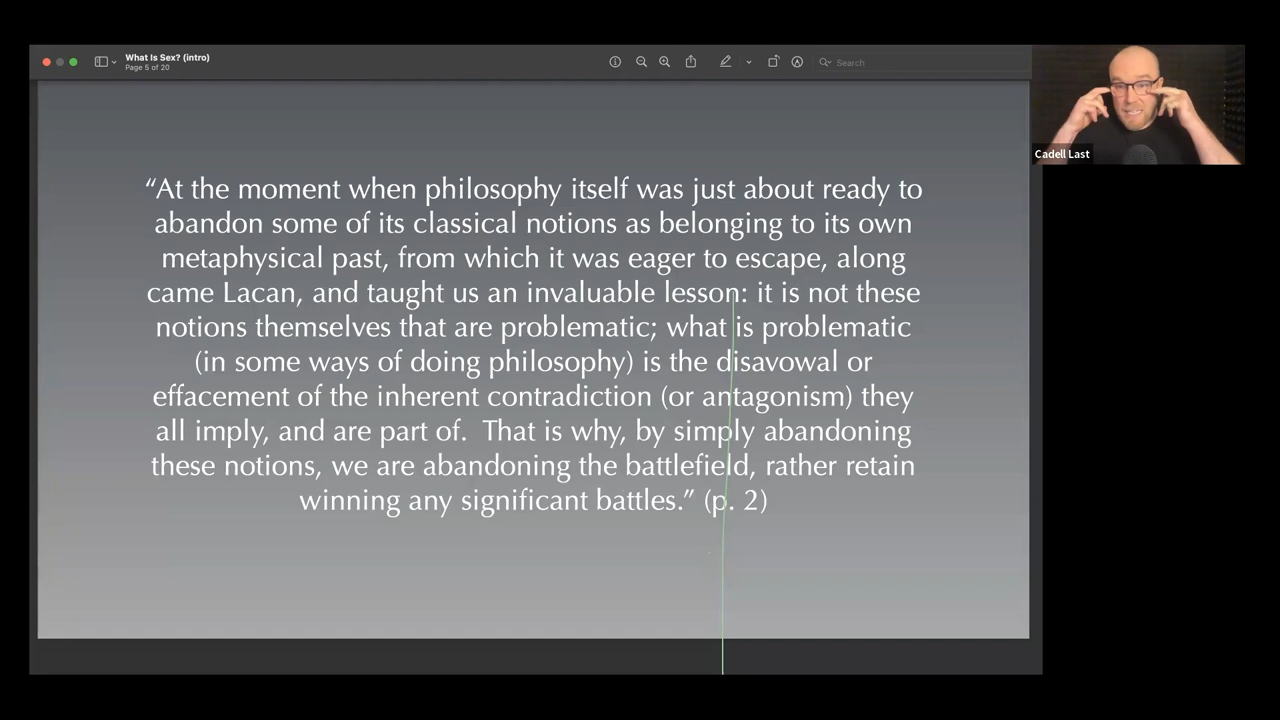 What Is Sex? (intro)
Page 5 of 20
Search
Cadell Last
“At the moment when philosophy itself was just about ready to
abandon some of its classical notions as belonging to its own
metaphysical past, from which it was eager to escape, along
came Lacan, and taught us an invaluable lesson: it is not these
notions themselves that are problematic; what is problematic
(in some ways of doing philosophy) is the disavowal or
effacement of the inherent contradiction (or antagonism) they
all imply, and are part of.  That is why, by simply abandoning
these notions, we are abandoning the battlefield, rather retain
winning any significant battles.” (p. 2)